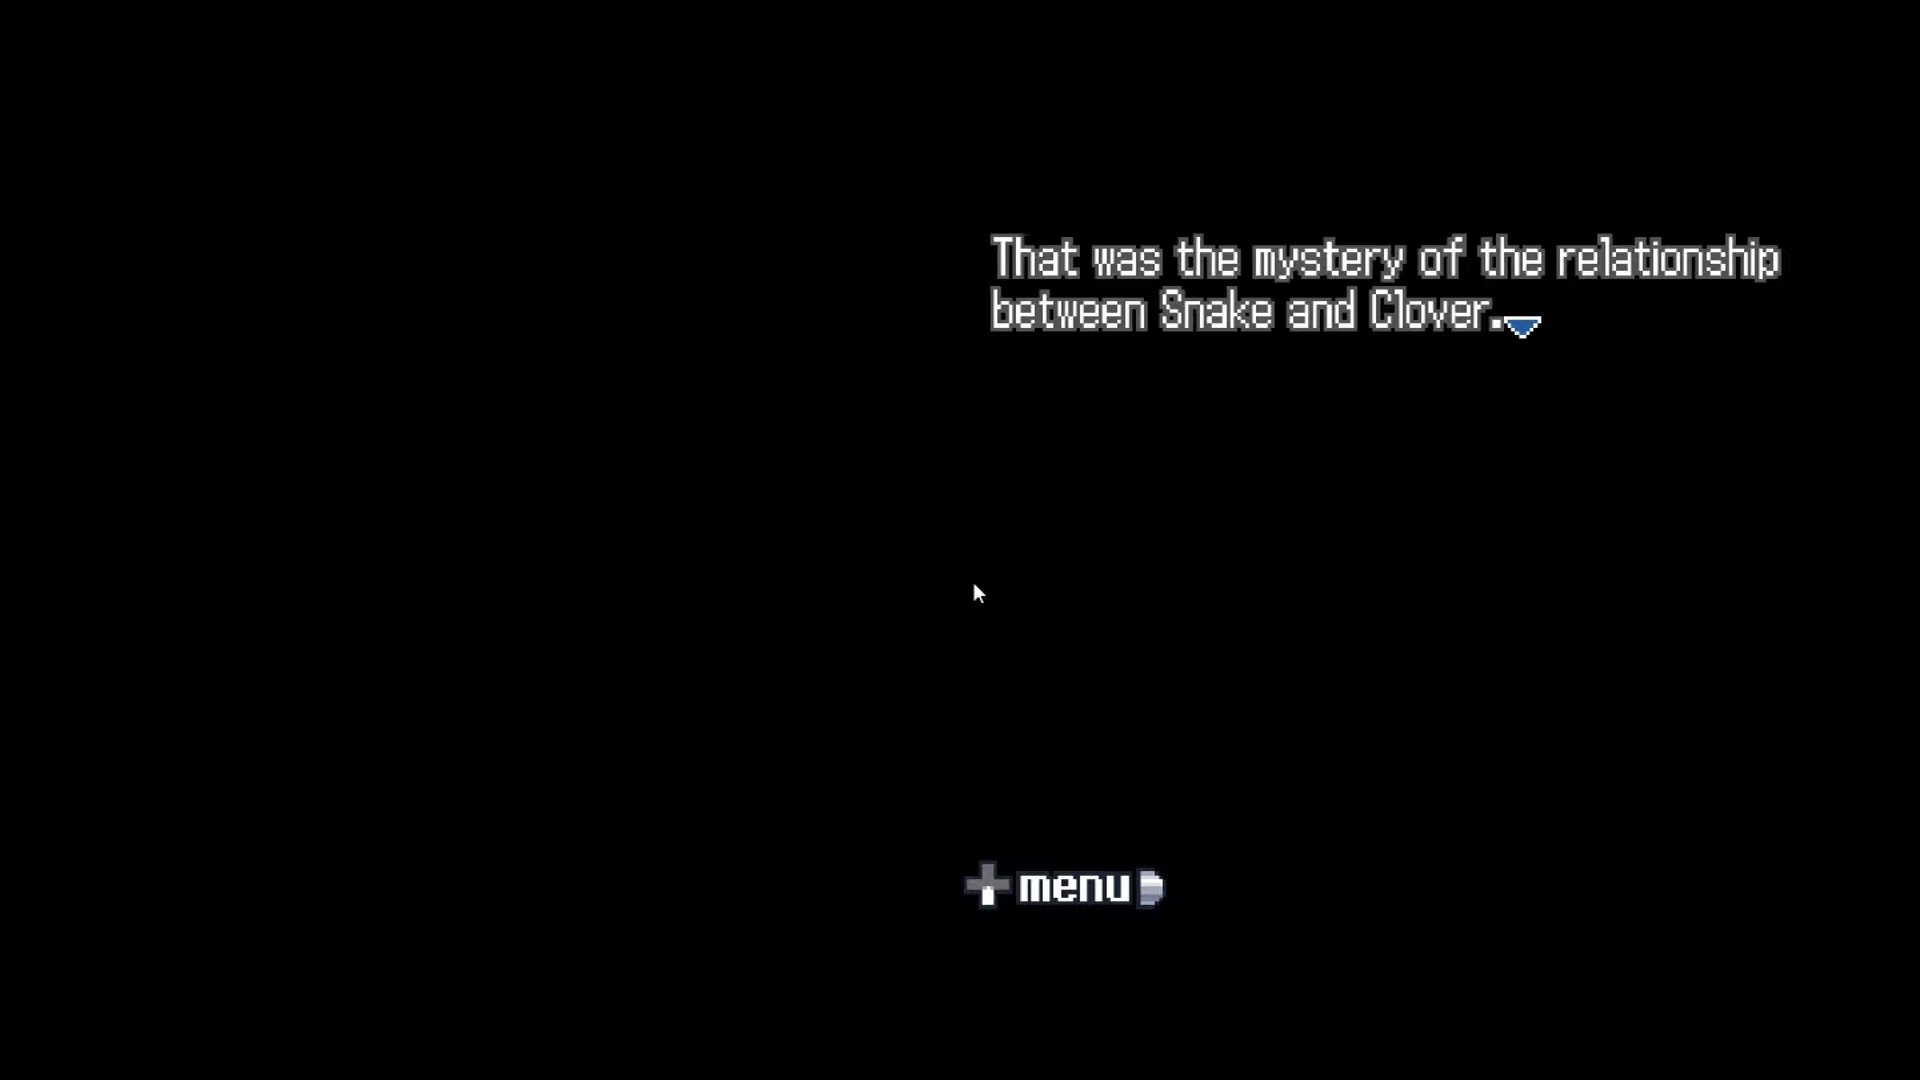 That was the mystery of the relationship
between Snake and Clover.
menu